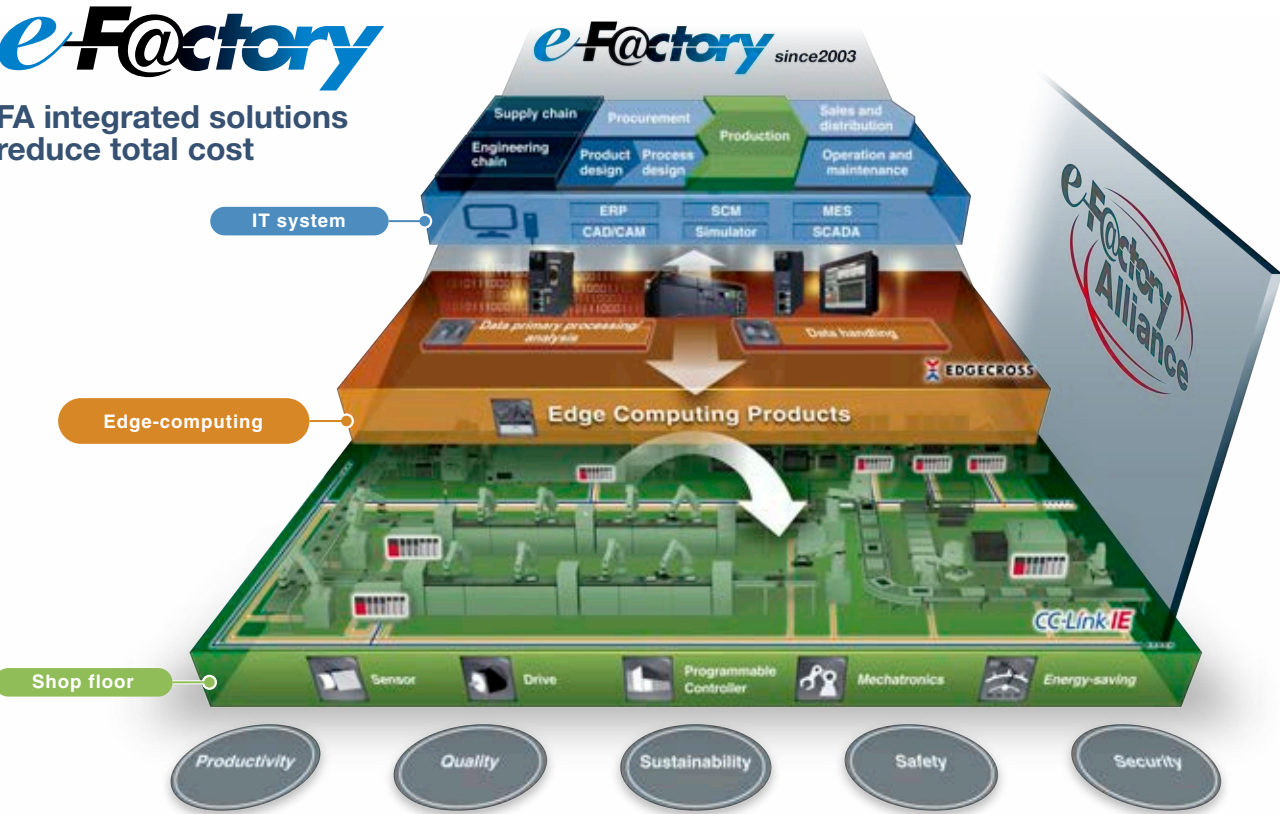 e-F@ctory
FA integrated solutions
reduce total cost
e-F@ctory since2003
Supply chain
Procurement
Production
Sales and
distribution
Engineering
chain
Product
design
Process
design
Operation and
maintenance
IT system
ERP
SCM
MES
CAD/CAM
Simulator
SCADA
e-F@ctory
Alliance
Data primary processing/
analysis
Data handling
EDGECROSS
Edge-computing
Edge Computing Products
CC-Link IE
Shop floor
Sensor
Drive
Programmable
Controller
Mechatronics
Energy-saving
Productivity
Quality
Sustainability
Safety
Security